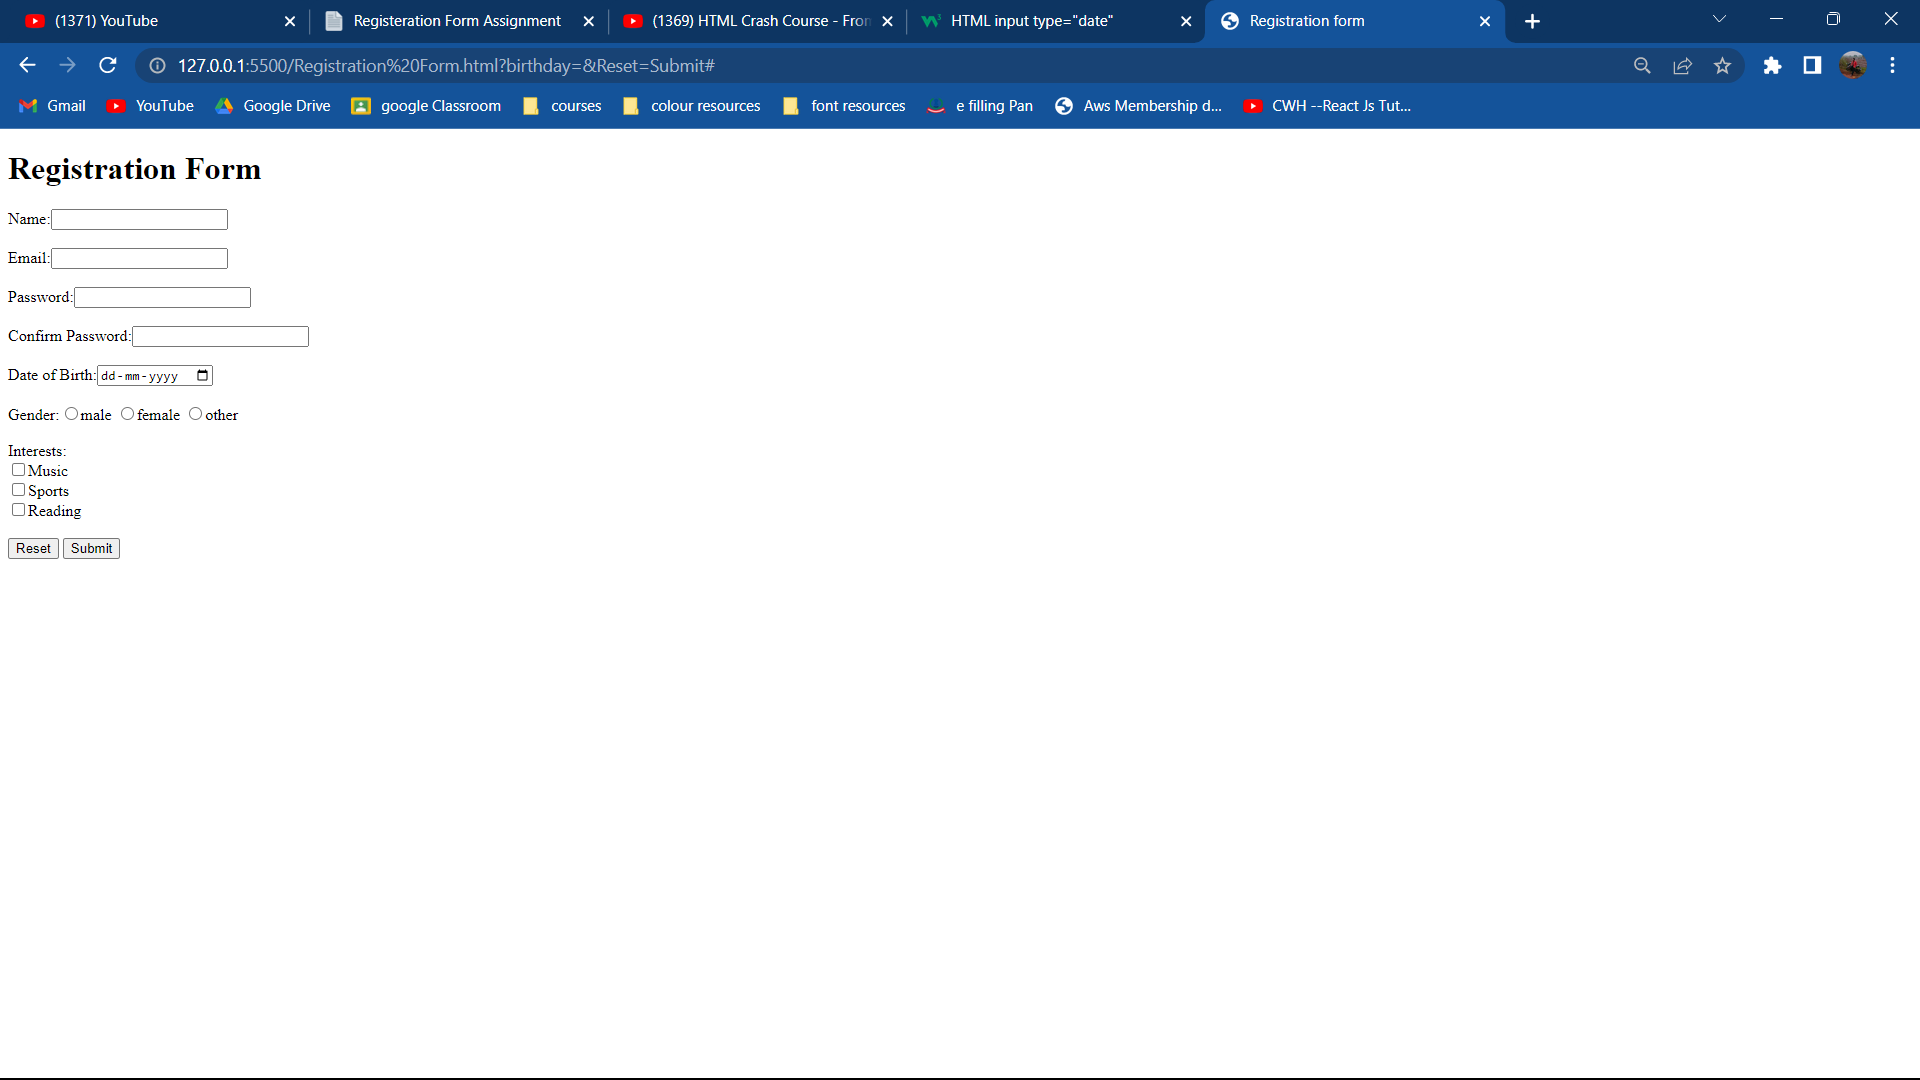 (1371) YouTube
Registeration Form Assignment
(1369) HTML Crash Course - Fron
HTML input type="date"
Registration form
127.0.0.1:5500/Registration%20Form.html?birthday=&Reset=Submit#
Gmail YouTube Google Drive google Classroom courses colour resources font resources e filling Pan Aws Membership d... CWH --React Js Tut...
Registration Form
Name:
Email:
Password:
Confirm Password:
Date of Birth: dd-mm-yyyy
Gender: male female other
Interests:
Music
Sports
Reading
Reset Submit